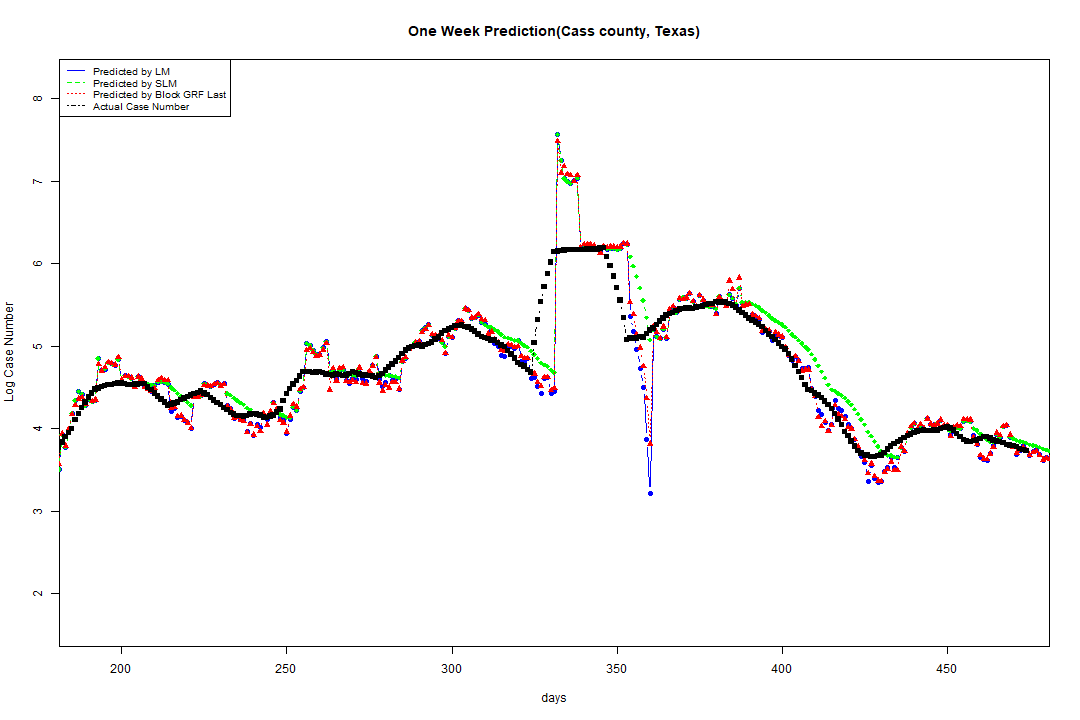 One Week Prediction(Cass county, Texas)
Predicted by LM
Predicted by SLM
Predicted by Block GRF Last
Actual Case Number
8
7
6
5
4
3
2
Log Case Number
200 250 300 350 400 450
days